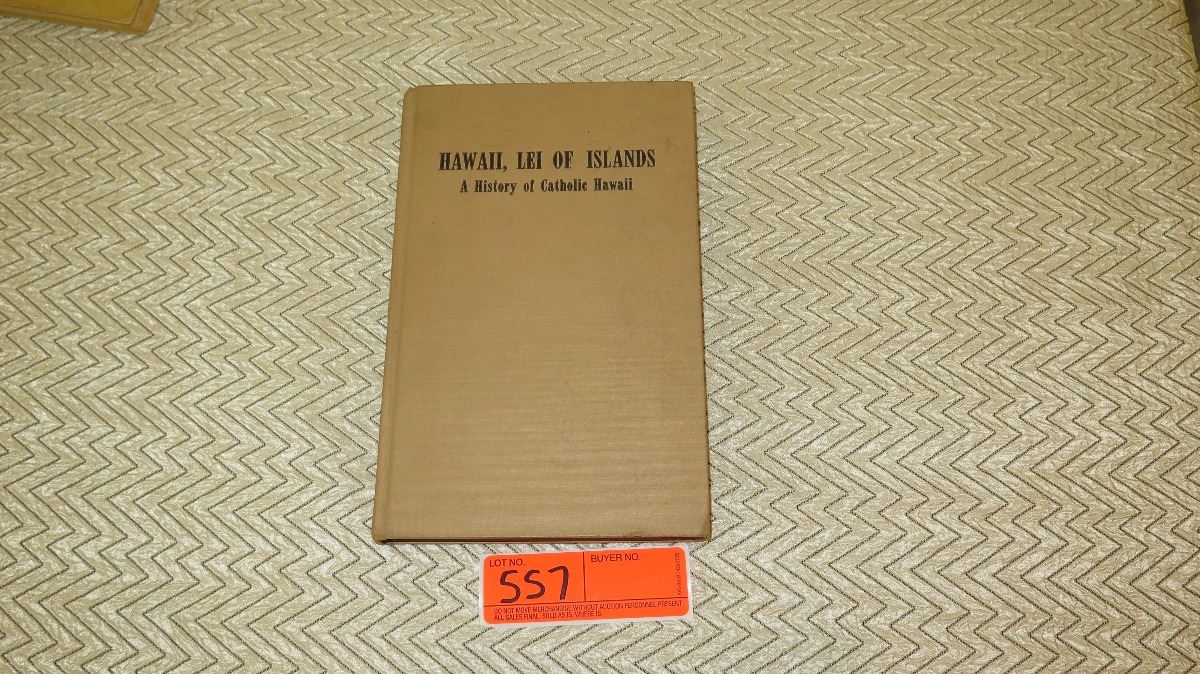 HAWAII, LEI OF ISLANDS
A History of Catholic Hawaii
LOT NO.
BUYER NO.
557
DO NOT MOVE MERCHANDISE WITHOUT AUCTION PERSONNEL PRESENT
ALL SALES FINAL. SOLD AS IS. WHERE IS.